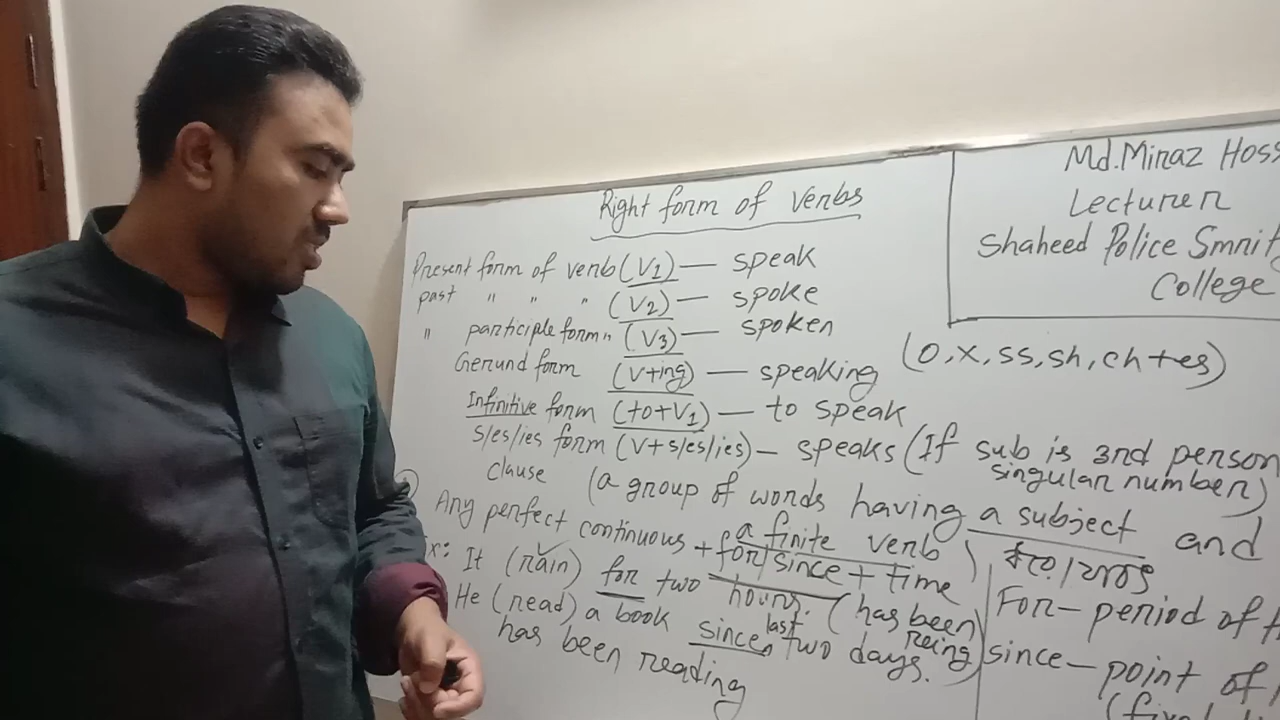 Right form of Verbs
Md.Minaz Hoss
Lecturer
Shaheed Police Smrit
College
Present form of verb (V1) — speak
past " " " (V2) — spoke
" participle form " (V3) — spoken
Gerund form (V+ing) — speaking
(o,x,ss,sh,ch+es)
Infinitive form (to+V1) — to speak
s/es/ies form (V+s/es/ies) — speaks (If sub is 3rd person
singular number)
clause (a group of words having a subject and
a finite verb)
Any perfect continuous + for/since + time
Ex: It (rain) for two hours. (has been
raining)
He (read) a book since last two days.
has been reading
For — period of
since — point of